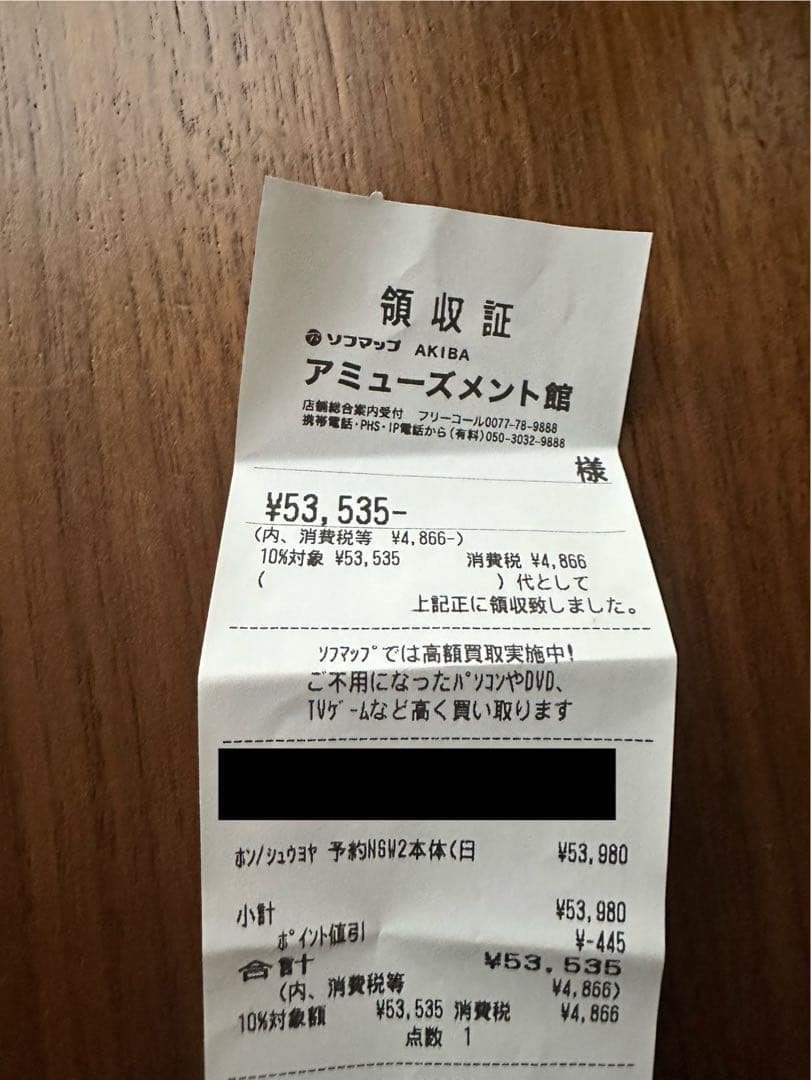 領収証
ソフマップ AKIBA
アミューズメント館
店舗総合案内受付 フリーコール0077-78-9888
携帯電話・PHS・IP電話から(有料)050-3032-9888
様
¥53,535-
(内、消費税等 ¥4,866-)
10%対象 ¥53,535 消費税 ¥4,866
( )代として
上記正に領収致しました。
ソフマップでは高額買取実施中!
ご不用になったパソコンやDVD、
TVゲームなど高く買い取ります
ホン/シュウヨヤ 予約NSW2本体(日 ¥53,980
小計 ¥53,980
ポイント値引 ¥-445
合計 ¥53,535
(内、消費税等 ¥4,866)
10%対象額 ¥53,535 消費税 ¥4,866
点数 1